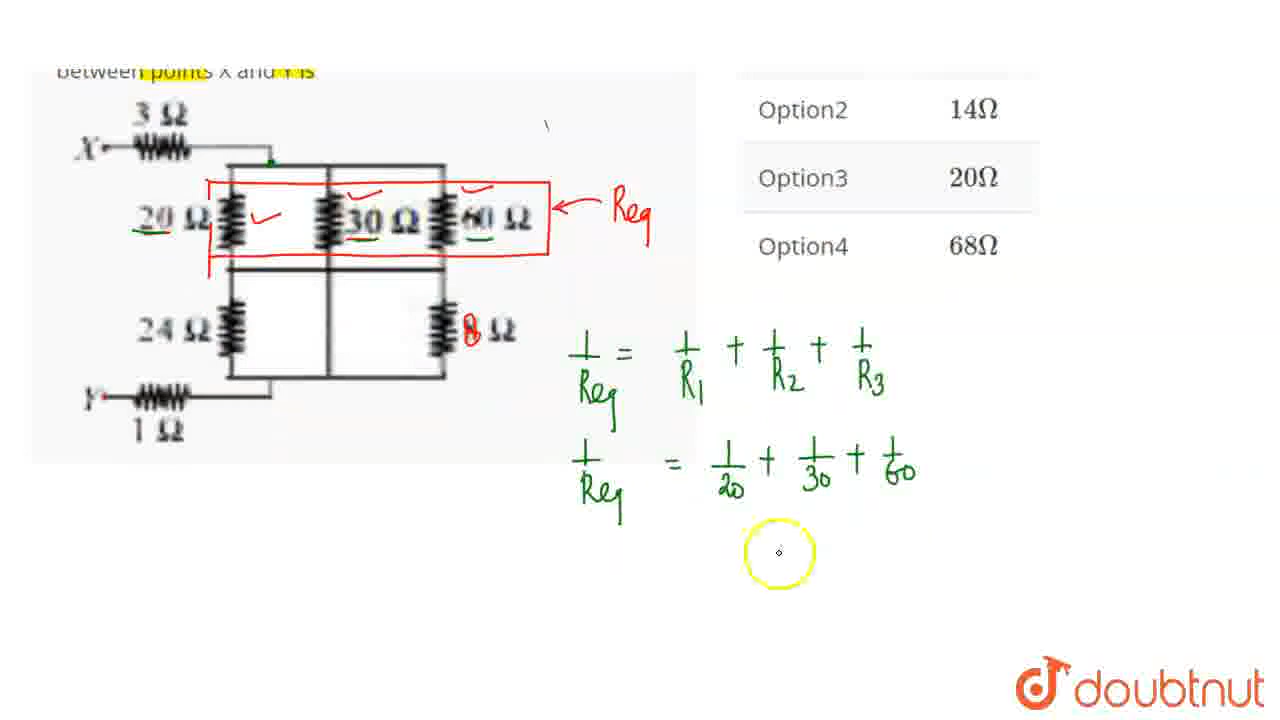 between points X and Y is
3 Ω
X
Option2 14Ω
Option3 20Ω
Option4 68Ω
20 Ω 30 Ω 60 Ω
Req
24 Ω 8 Ω
Y
1 Ω
1/Req = 1/R1 + 1/R2 + 1/R3
1/Req = 1/20 + 1/30 + 1/60
doubtnut